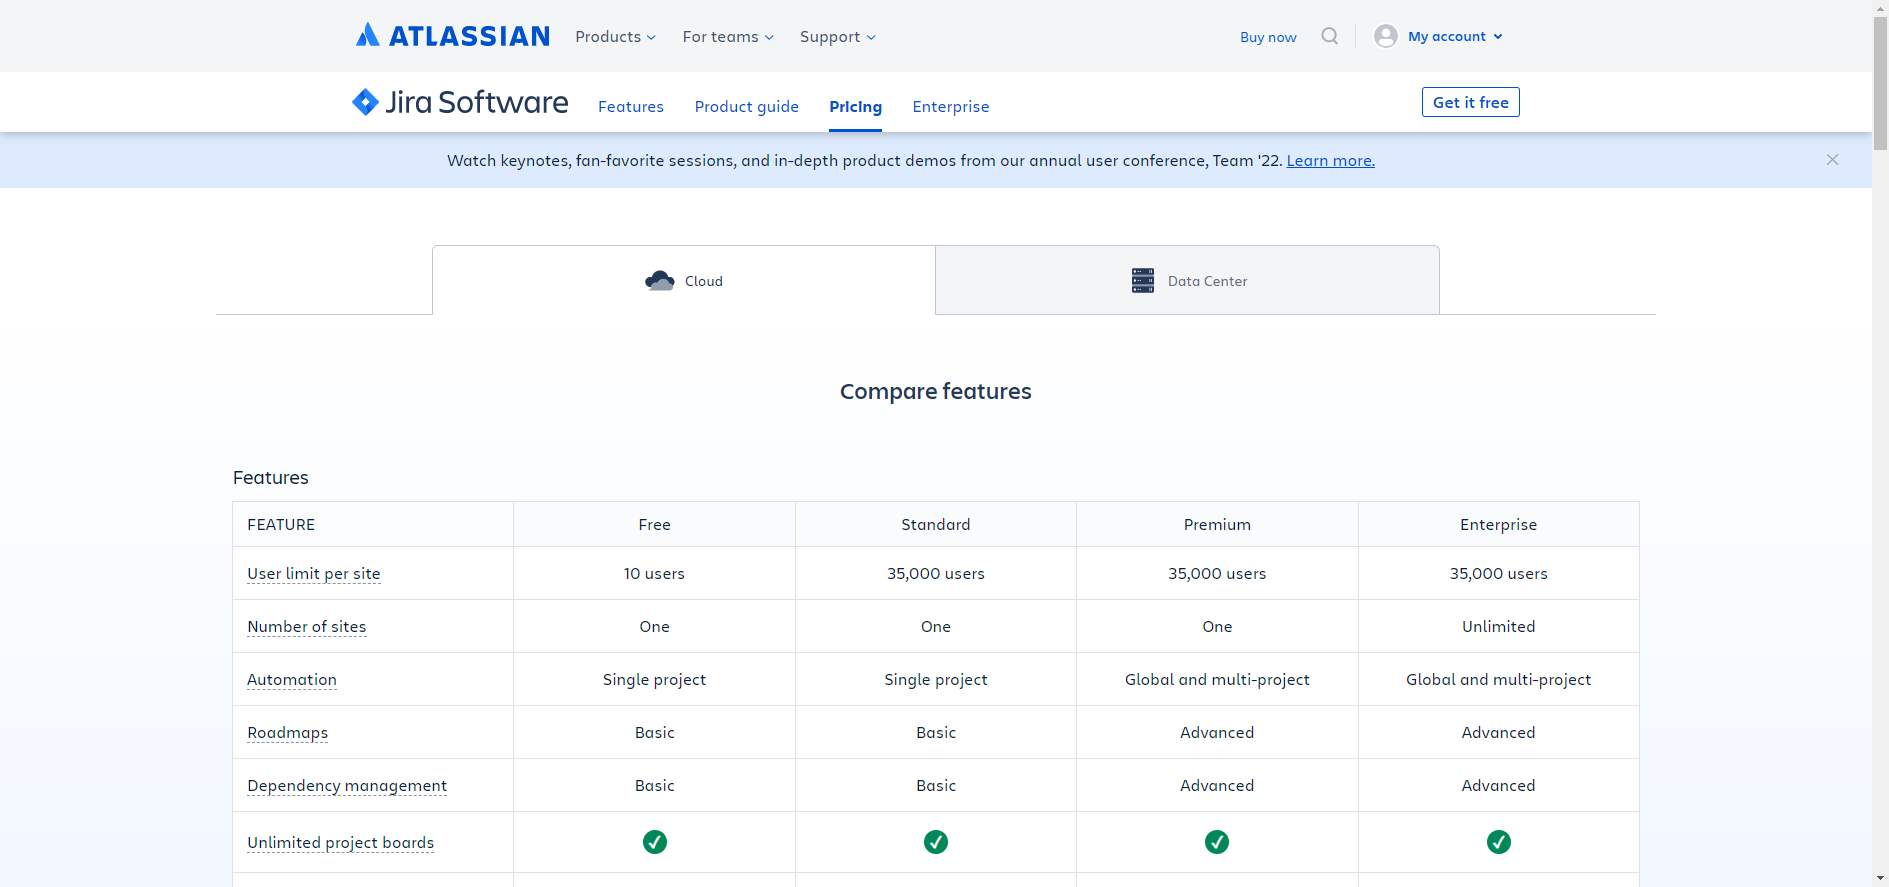 ATLASSIAN Products For teams Support Buy now My account
Jira Software Features Product guide Pricing Enterprise Get it free
Watch keynotes, fan-favorite sessions, and in-depth product demos from our annual user conference, Team '22. Learn more.
Cloud Data Center
Compare features
Features
FEATURE Free Standard Premium Enterprise
User limit per site 10 users 35,000 users 35,000 users 35,000 users
Number of sites One One One Unlimited
Automation Single project Single project Global and multi-project Global and multi-project
Roadmaps Basic Basic Advanced Advanced
Dependency management Basic Basic Advanced Advanced
Unlimited project boards